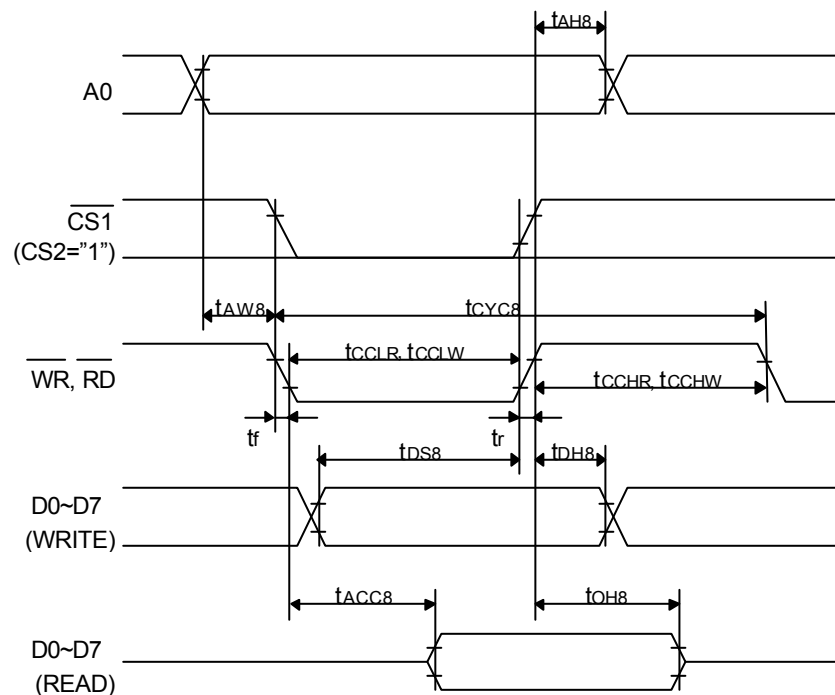 tAH8
A0
CS1
(CS2="1")
tAW8
tCYC8
WR, RD
tCCLR, tCCLW
tCCHR, tCCHW
tf
tr
tDS8
tDH8
D0~D7
(WRITE)
tACC8
tOH8
D0~D7
(READ)